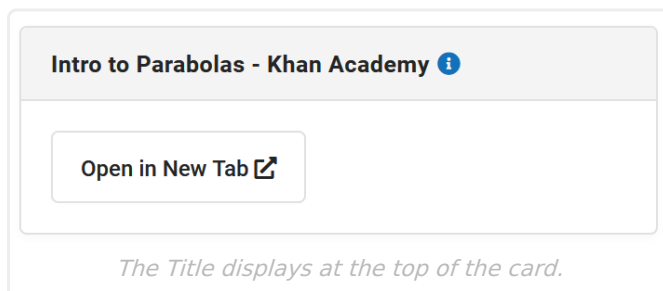 Intro to Parabolas - Khan Academy
Open in New Tab
The Title displays at the top of the card.